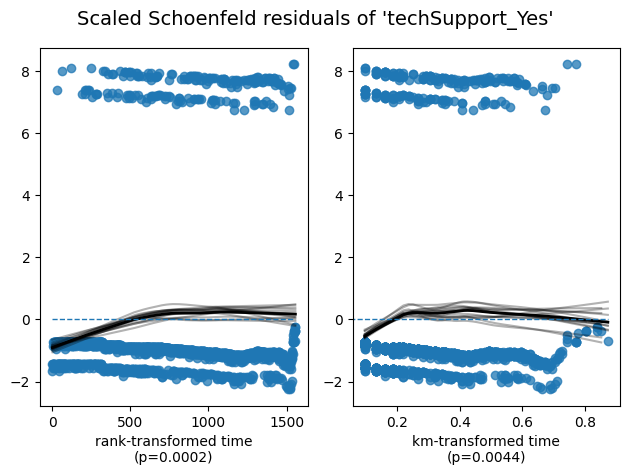 Scaled Schoenfeld residuals of 'techSupport_Yes'
8
6
4
2
0
−2
0 500 1000 1500
rank-transformed time
(p=0.0002)
8
6
4
2
0
−2
0.2 0.4 0.6 0.8
km-transformed time
(p=0.0044)